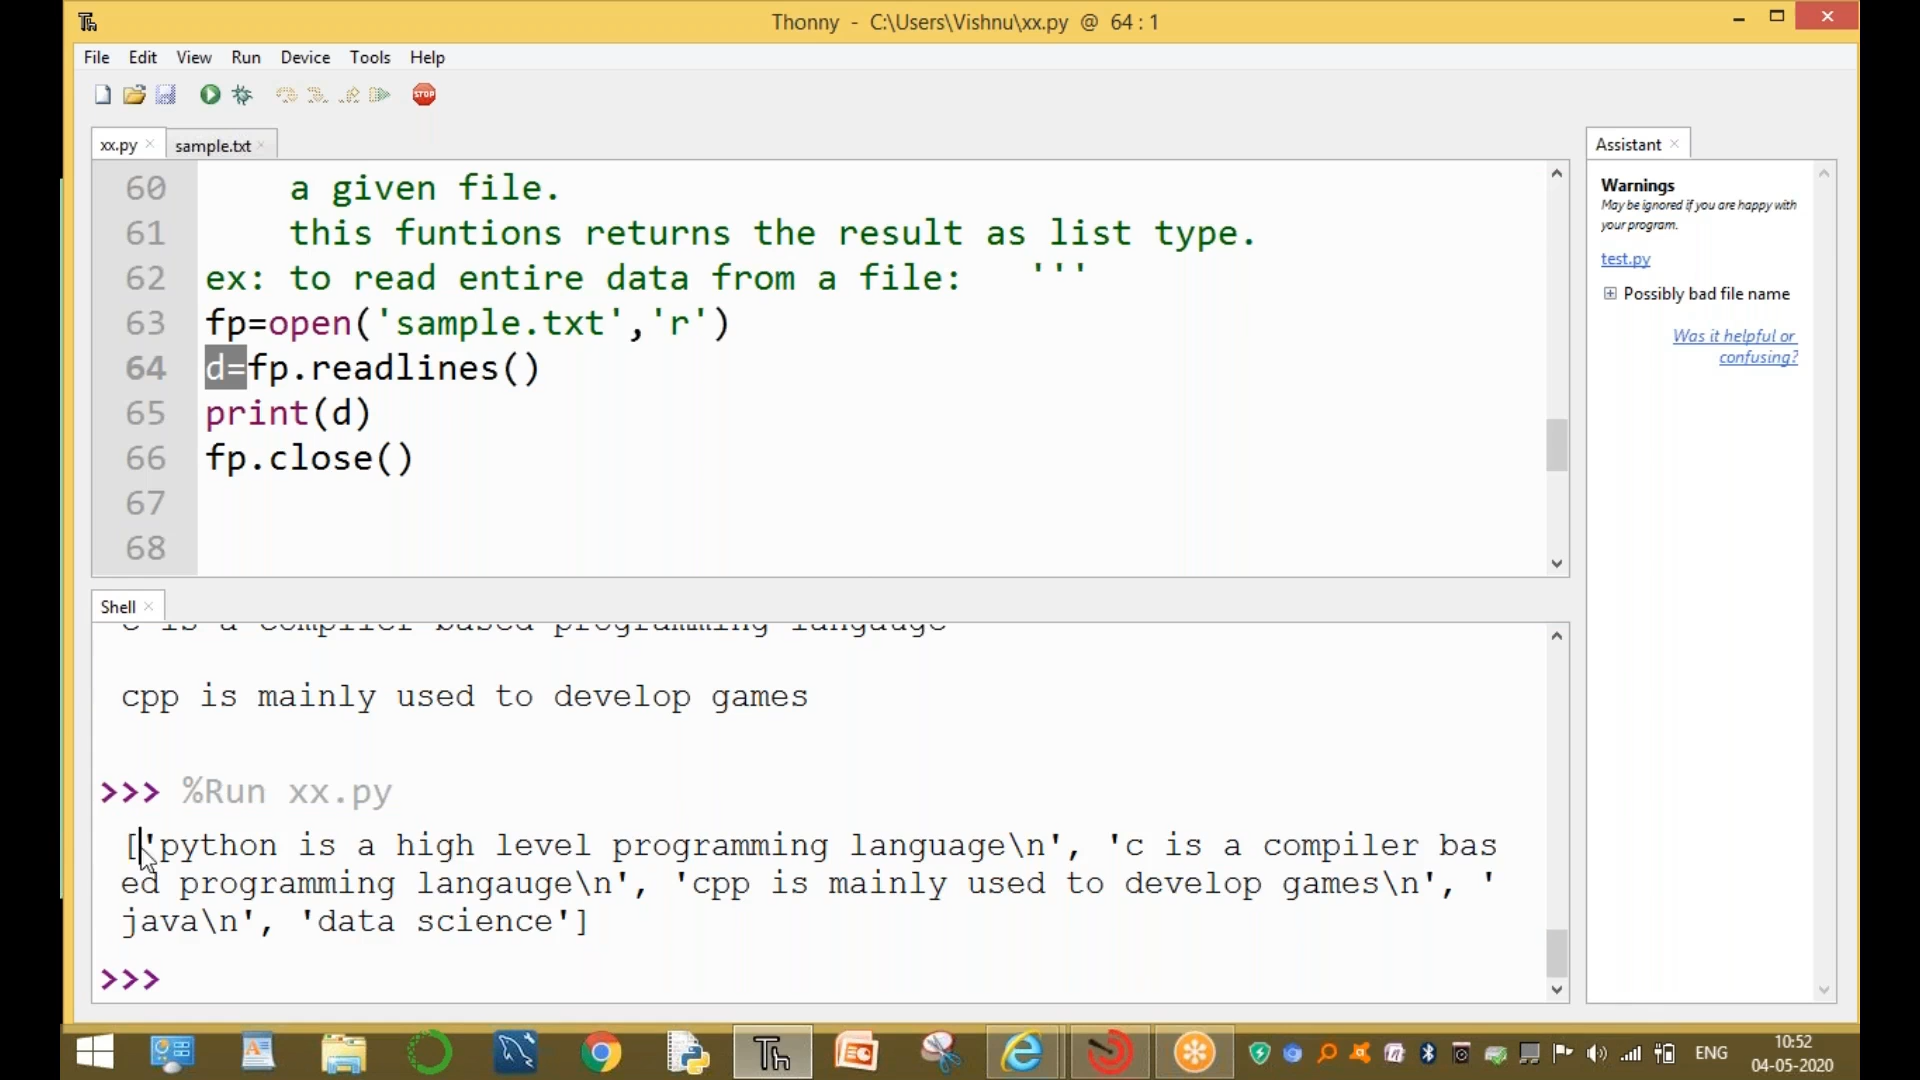 Thonny - C:\Users\Vishnu\xx.py @ 64 : 1
File Edit View Run Device Tools Help
STOP
xx.py
sample.txt
60 a given file.
61 this funtions returns the result as list type.
62 ex: to read entire data from a file: '''
63 fp=open('sample.txt','r')
64 d=fp.readlines()
65 print(d)
66 fp.close()
67
68
Assistant
Warnings
May be ignored if you are happy with
your program.
test.py
Possibly bad file name
Was it helpful or
confusing?
Shell
c is a compiler based programming langauge
cpp is mainly used to develop games
>>> %Run xx.py
['python is a high level programming language\n', 'c is a compiler bas
ed programming langauge\n', 'cpp is mainly used to develop games\n', '
java\n', 'data science']
>>>
ENG
10:52
04-05-2020